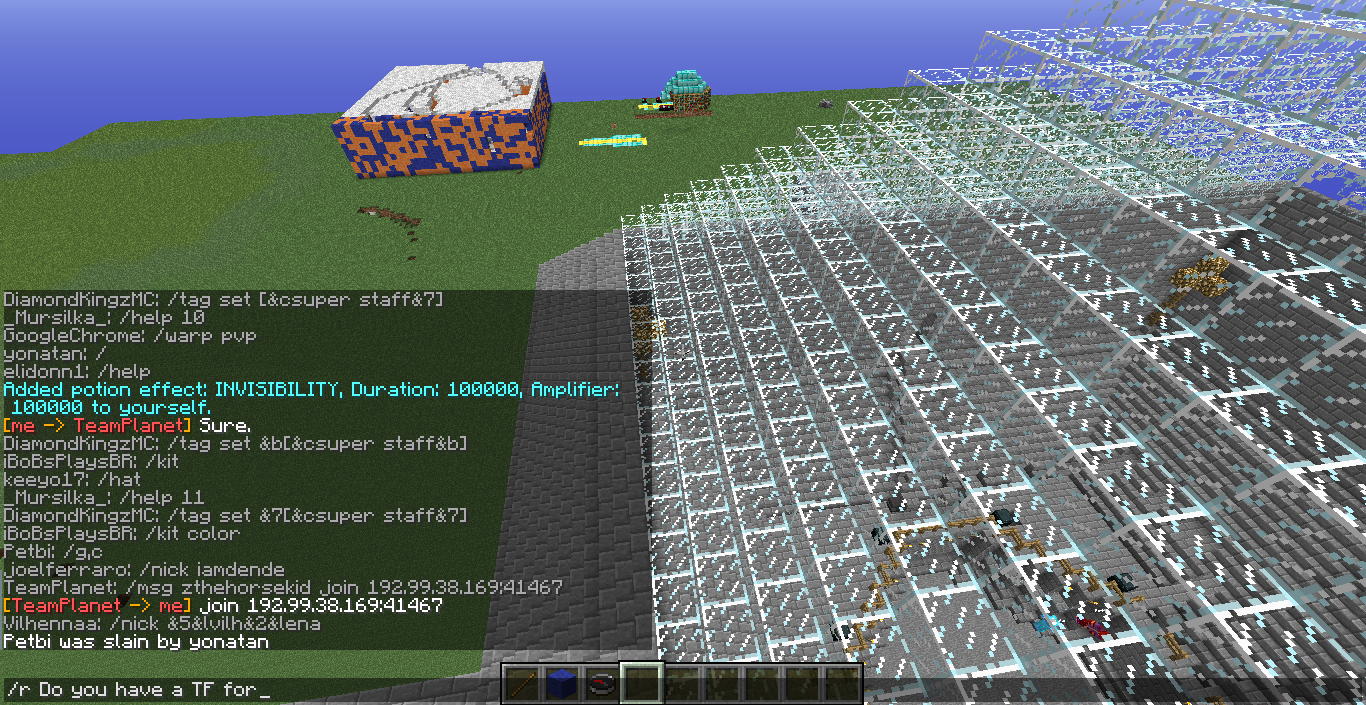 DiamondKingzMC: /tag set [&csuper staff&7]
_Mursilka_: /help 10
GoogleChrome: /warp pvp
yonatan: /
elidonn1: /help
Added potion effect: INVISIBILITY, Duration: 100000, Amplifier:
100000 to yourself.
[me -> TeamPlanet] Sure.
DiamondKingzMC: /tag set &b[&csuper staff&b]
iBoBsPlaysBR: /kit
keeyo17: /hat
_Mursilka_: /help 11
DiamondKingzMC: /tag set &7[&csuper staff&7]
iBoBsPlaysBR: /kit color
Petbi: /g,c
joelferraro: /nick iamdende
TeamPlanet: /msg zthehorsekid join 192.99.38.169:41467
[TeamPlanet -> me] join 192.99.38.169:41467
Vilhennaa: /nick &5&lvilh&2&lena
Petbi was slain by yonatan
/r Do you have a TF for_